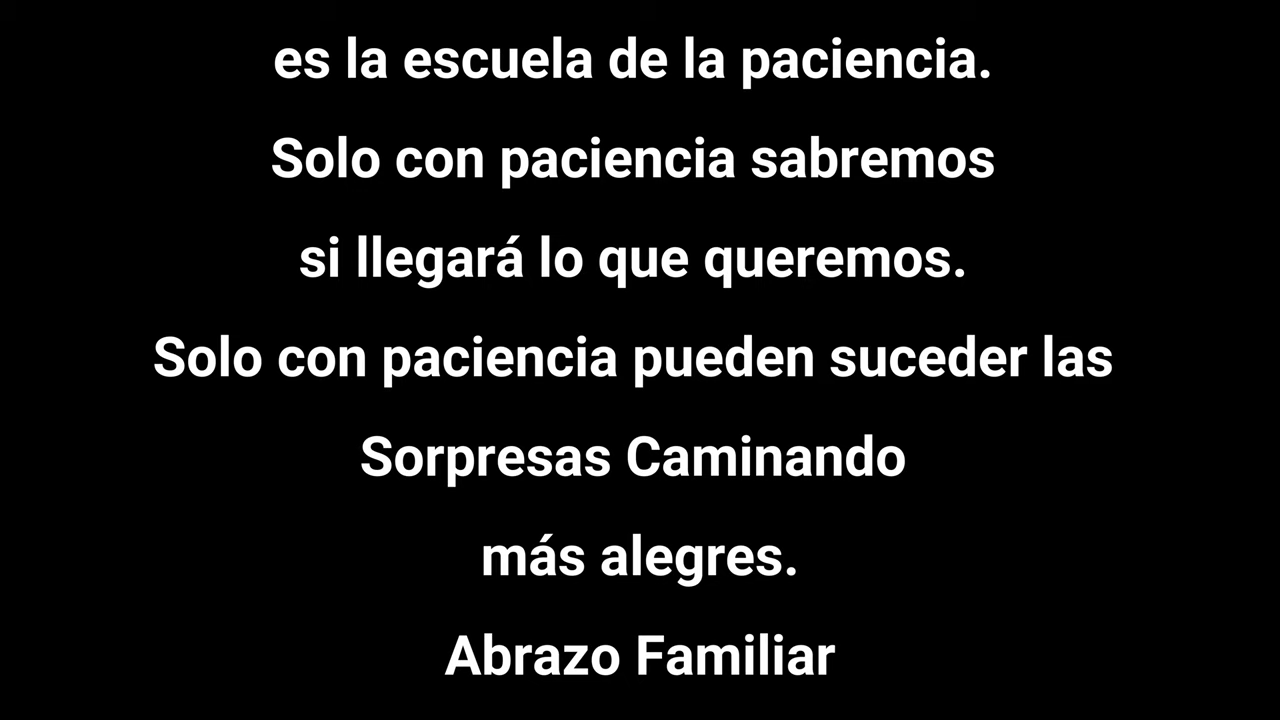 es la escuela de la paciencia.
Solo con paciencia sabremos
si llegará lo que queremos.
Solo con paciencia pueden suceder las
Sorpresas Caminando
más alegres.
Abrazo Familiar